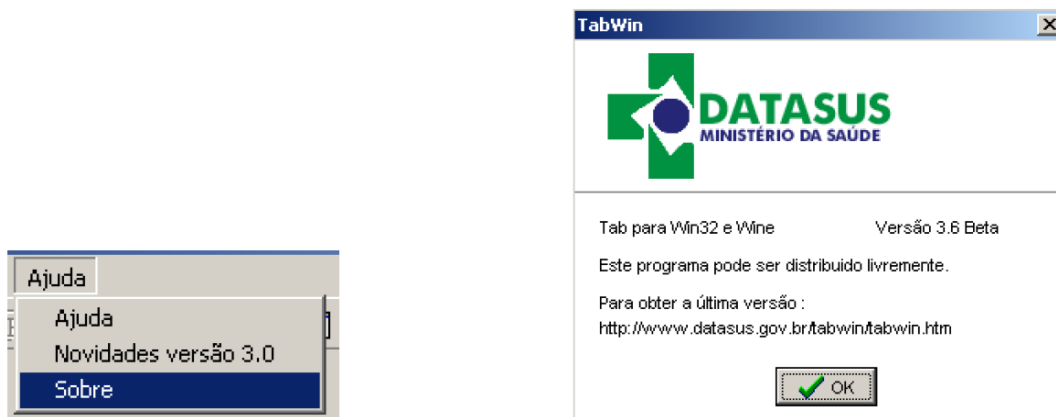 Ajuda
Ajuda
Novidades versão 3.0
Sobre
TabWin
DATASUS
MINISTÉRIO DA SAÚDE
Tab para Win32 e Wine Versão 3.6 Beta
Este programa pode ser distribuido livremente.
Para obter a última versão :
http://www.datasus.gov.br/tabwin/tabwin.htm
OK